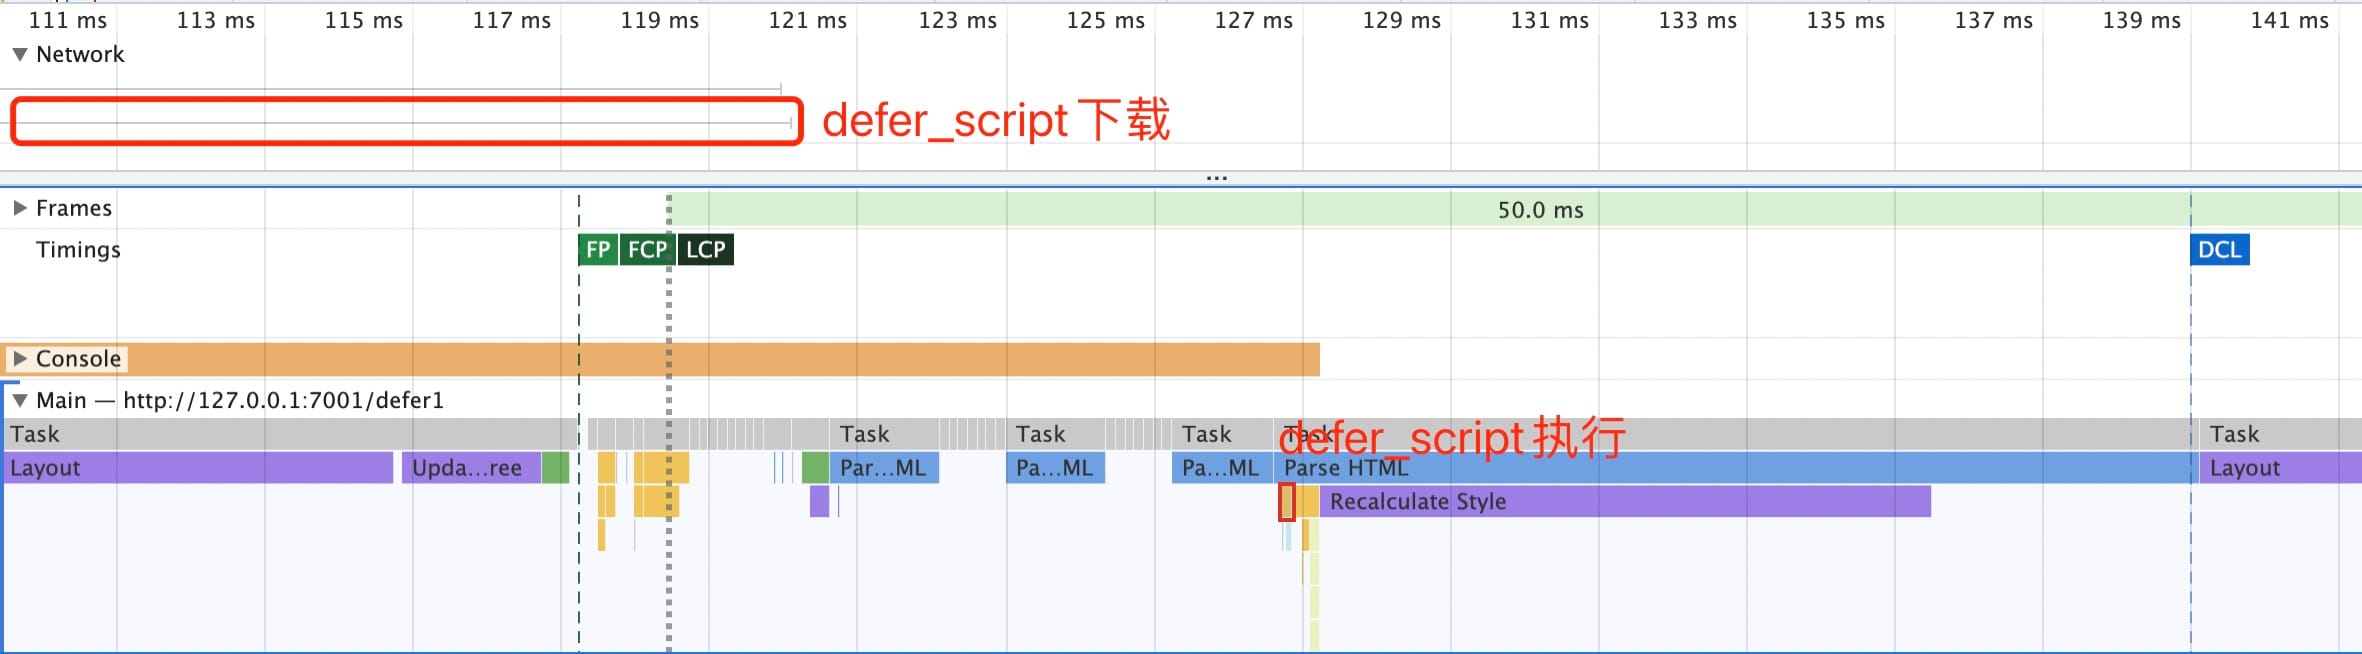 111 ms 113 ms 115 ms 117 ms 119 ms 121 ms 123 ms 125 ms 127 ms 129 ms 131 ms 133 ms 135 ms 137 ms 139 ms 141 ms
Network
defer_script 下载
...
Frames
50.0 ms
Timings
FP FCP LCP
DCL
Console
Main — http://127.0.0.1:7001/defer1
Task Task Task Task Task Task
defer_script 执行
Layout Upda...ree Par...ML Pa...ML Pa...ML Parse HTML Layout
Recalculate Style